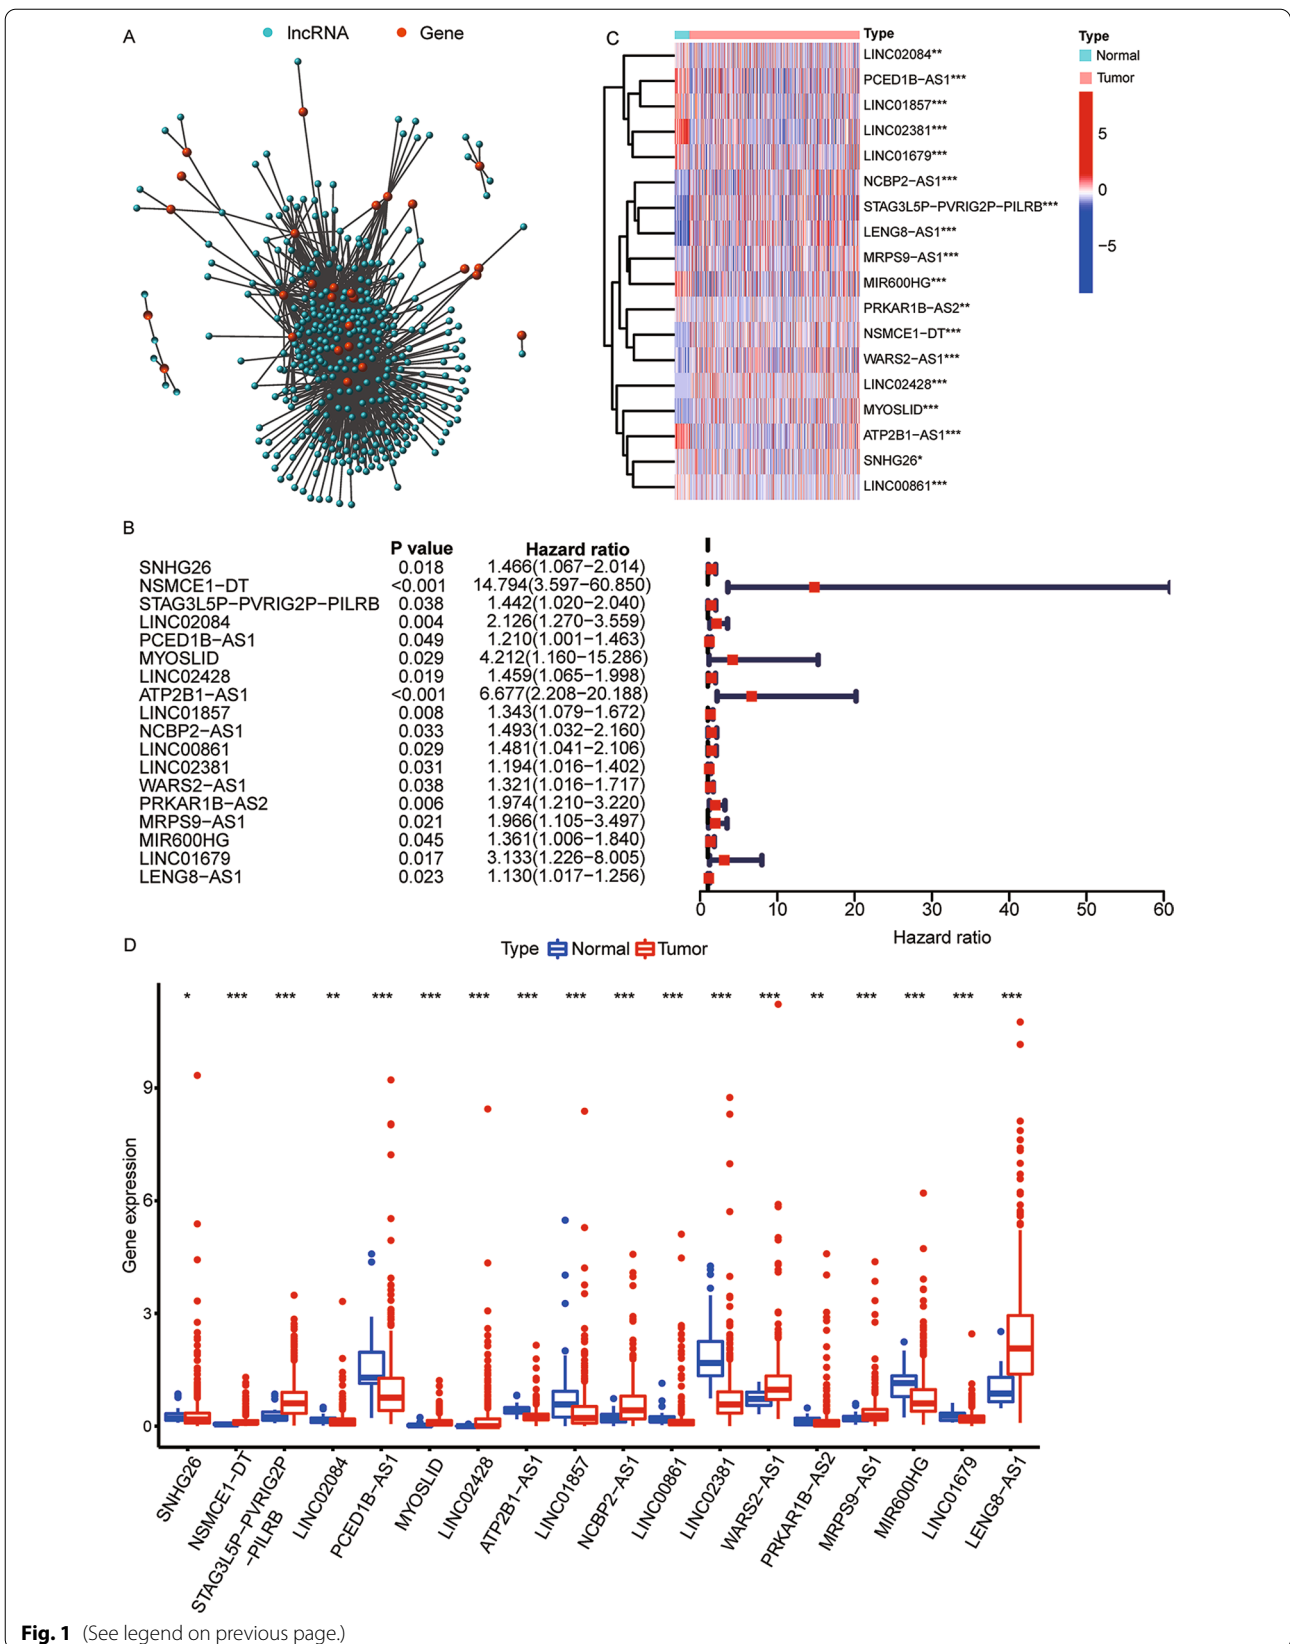 A
lncRNA
Gene
C
Type
LINC02084**
PCED1B−AS1***
LINC01857***
LINC02381***
LINC01679***
NCBP2−AS1***
STAG3L5P−PVRIG2P−PILRB***
LENG8−AS1***
MRPS9−AS1***
MIR600HG***
PRKAR1B−AS2**
NSMCE1−DT***
WARS2−AS1***
LINC02428***
MYOSLID***
ATP2B1−AS1***
SNHG26*
LINC00861***
Type
Normal
Tumor
5
0
−5
B
P value Hazard ratio
SNHG26 0.018 1.466(1.067−2.014)
NSMCE1−DT <0.001 14.794(3.597−60.850)
STAG3L5P−PVRIG2P−PILRB 0.038 1.442(1.020−2.040)
LINC02084 0.004 2.126(1.270−3.559)
PCED1B−AS1 0.049 1.210(1.001−1.463)
MYOSLID 0.029 4.212(1.160−15.286)
LINC02428 0.019 1.459(1.065−1.998)
ATP2B1−AS1 <0.001 6.677(2.208−20.188)
LINC01857 0.008 1.343(1.079−1.672)
NCBP2−AS1 0.033 1.493(1.032−2.160)
LINC00861 0.029 1.481(1.041−2.106)
LINC02381 0.031 1.194(1.016−1.402)
WARS2−AS1 0.038 1.321(1.016−1.717)
PRKAR1B−AS2 0.006 1.974(1.210−3.220)
MRPS9−AS1 0.021 1.966(1.105−3.497)
MIR600HG 0.045 1.361(1.006−1.840)
LINC01679 0.017 3.133(1.226−8.005)
LENG8−AS1 0.023 1.130(1.017−1.256)
0 10 20 30 40 50 60
Hazard ratio
D
Type Normal Tumor
* *** *** ** *** *** *** *** *** *** *** *** *** ** *** *** *** ***
9
6
3
0
Gene expression
SNHG26
NSMCE1−DT
STAG3L5P−PVRIG2P
−PILRB
LINC02084
PCED1B−AS1
MYOSLID
LINC02428
ATP2B1−AS1
LINC01857
NCBP2−AS1
LINC00861
LINC02381
WARS2−AS1
PRKAR1B−AS2
MRPS9−AS1
MIR600HG
LINC01679
LENG8−AS1
Fig. 1 (See legend on previous page.)